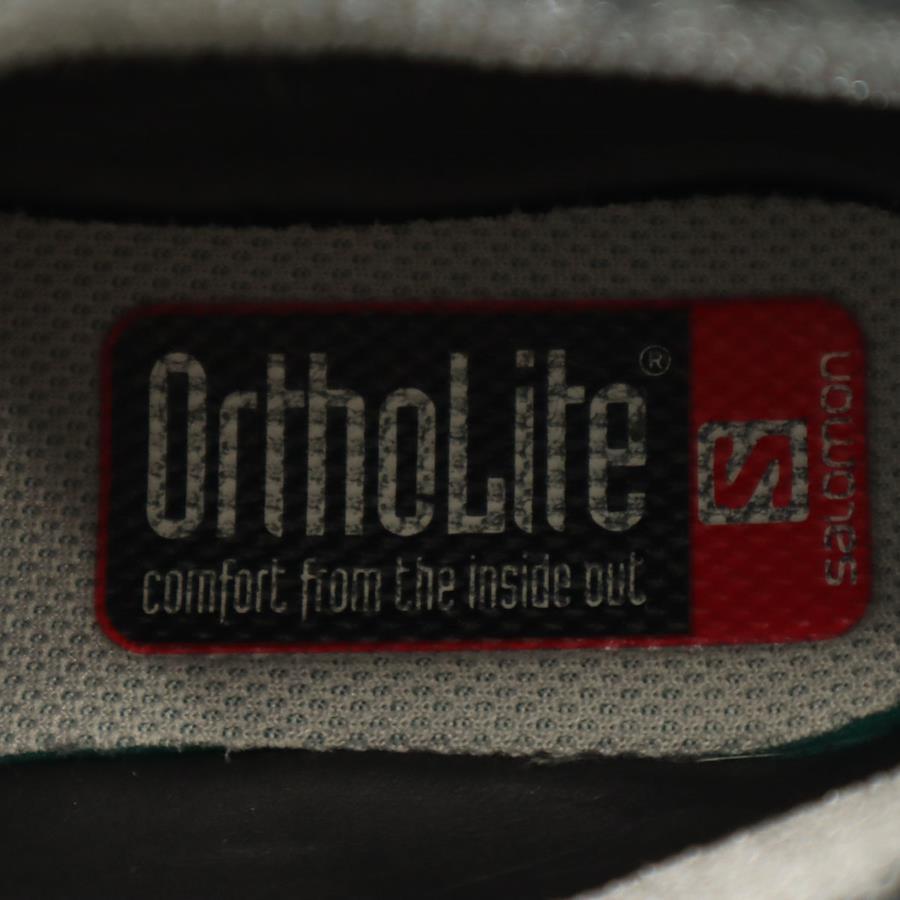 OrthoLite®
comfort from the inside out
S
salomon